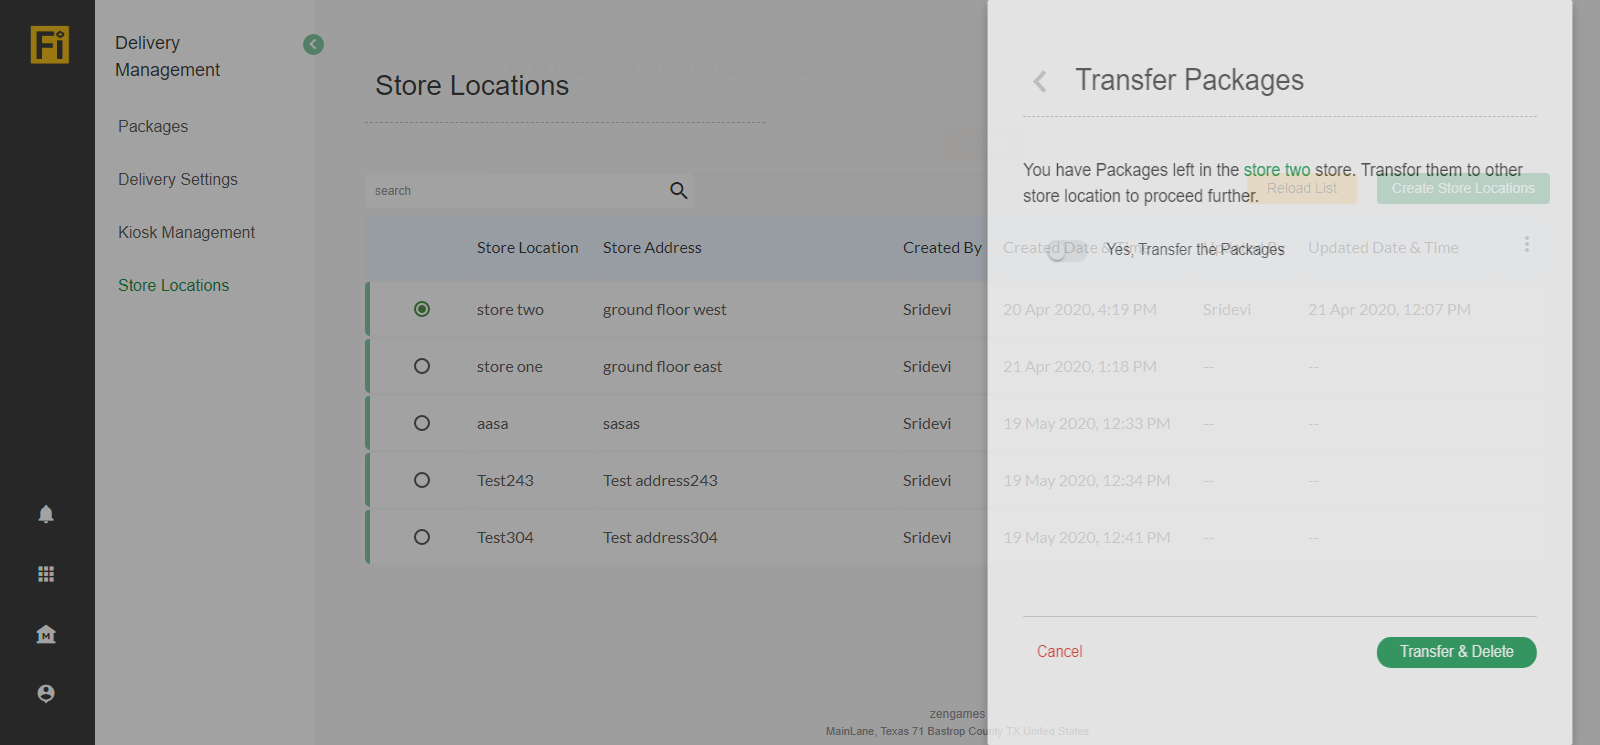 Fi
Delivery
Management
Packages
Delivery Settings
Kiosk Management
Store Locations
Store Locations
search
Reload List
Create Store Locations
Store Location Store Address Created By Created Date & Time Updated By Updated Date & Time
store two ground floor west Sridevi 20 Apr 2020, 4:19 PM Sridevi 21 Apr 2020, 12:07 PM
store one ground floor east Sridevi 21 Apr 2020, 1:18 PM -- --
aasa sasas Sridevi 19 May 2020, 12:33 PM -- --
Test243 Test address243 Sridevi 19 May 2020, 12:34 PM -- --
Test304 Test address304 Sridevi 19 May 2020, 12:41 PM -- --
M
zengames
MainLane, Texas 71 Bastrop County TX United States
Transfer Packages
You have Packages left in the store two store. Transfor them to other
store location to proceed further.
Yes, Transfer the Packages
Cancel
Transfer & Delete